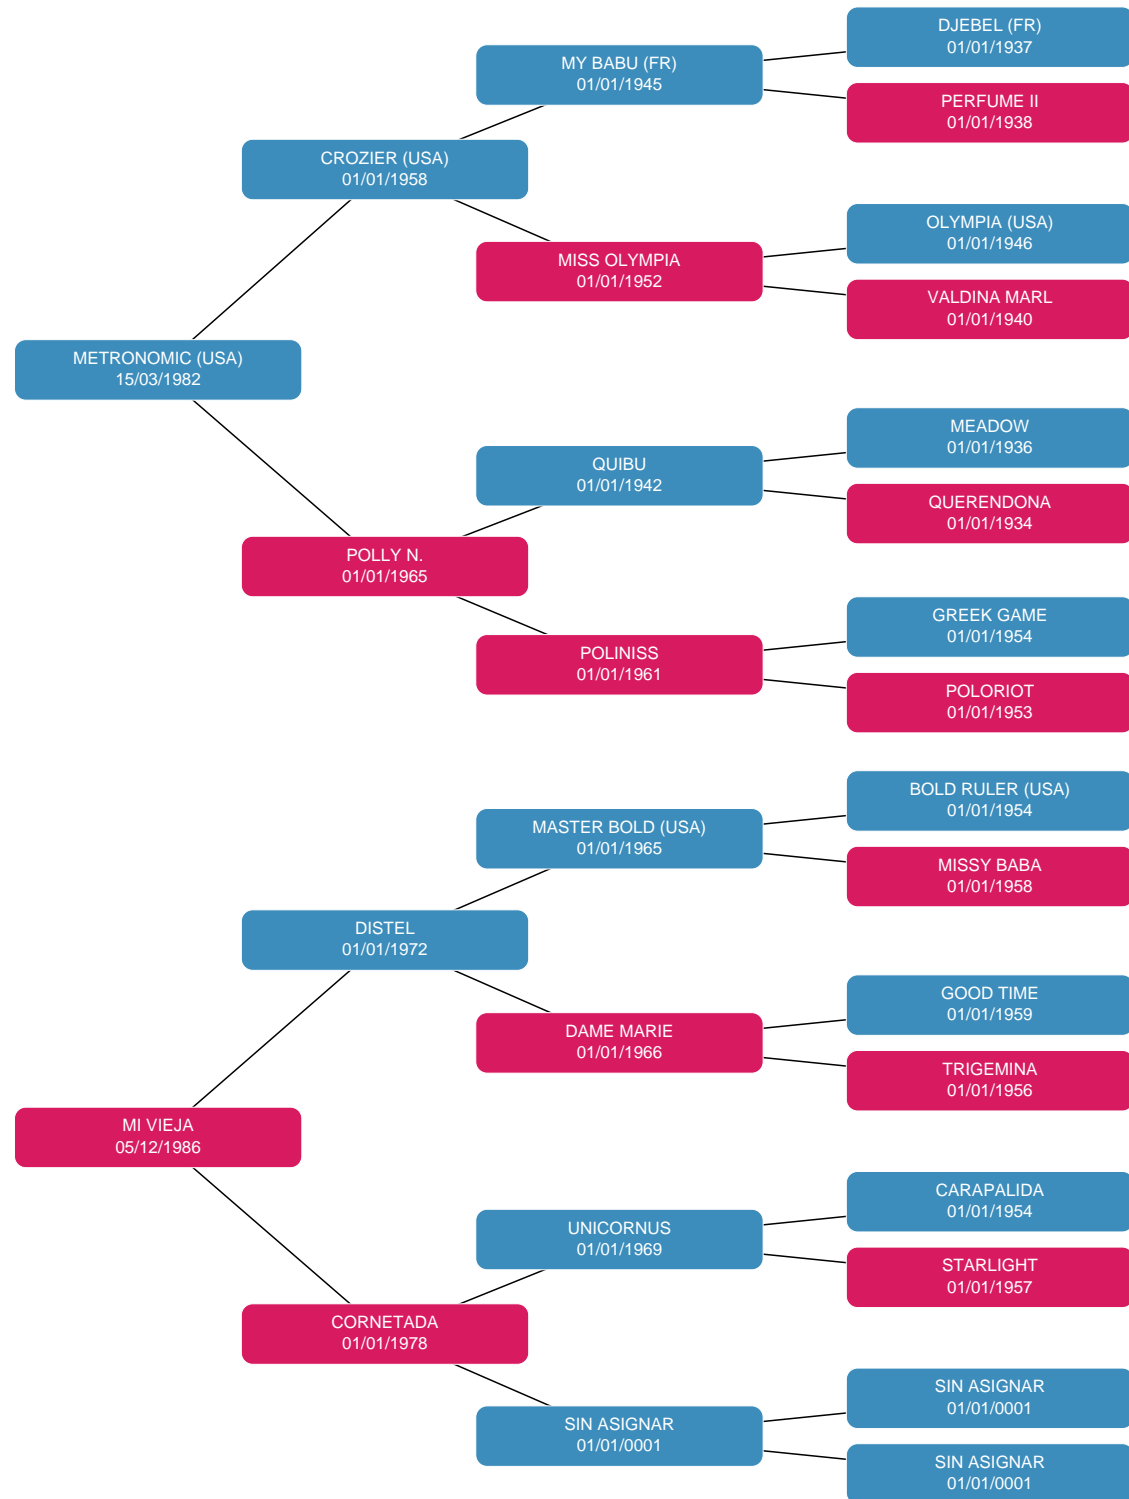 DJEBEL (FR)
01/01/1937
MY BABU (FR)
01/01/1945
PERFUME II
01/01/1938
CROZIER (USA)
01/01/1958
OLYMPIA (USA)
01/01/1946
MISS OLYMPIA
01/01/1952
VALDINA MARL
01/01/1940
METRONOMIC (USA)
15/03/1982
MEADOW
01/01/1936
QUIBU
01/01/1942
QUERENDONA
01/01/1934
POLLY N.
01/01/1965
GREEK GAME
01/01/1954
POLINISS
01/01/1961
POLORIOT
01/01/1953
BOLD RULER (USA)
01/01/1954
MASTER BOLD (USA)
01/01/1965
MISSY BABA
01/01/1958
DISTEL
01/01/1972
GOOD TIME
01/01/1959
DAME MARIE
01/01/1966
TRIGEMINA
01/01/1956
MI VIEJA
05/12/1986
CARAPALIDA
01/01/1954
UNICORNUS
01/01/1969
STARLIGHT
01/01/1957
CORNETADA
01/01/1978
SIN ASIGNAR
01/01/0001
SIN ASIGNAR
01/01/0001
SIN ASIGNAR
01/01/0001